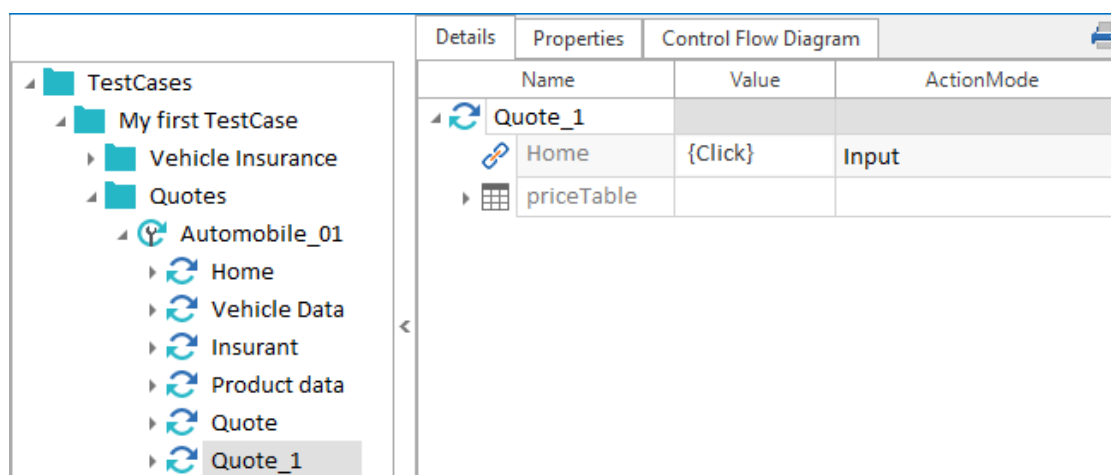 Details Properties Control Flow Diagram
Name Value ActionMode
TestCases
My first TestCase
Vehicle Insurance
Quotes
Automobile_01
Home
Vehicle Data
Insurant
Product data
Quote
Quote_1
Quote_1
Home {Click} Input
priceTable